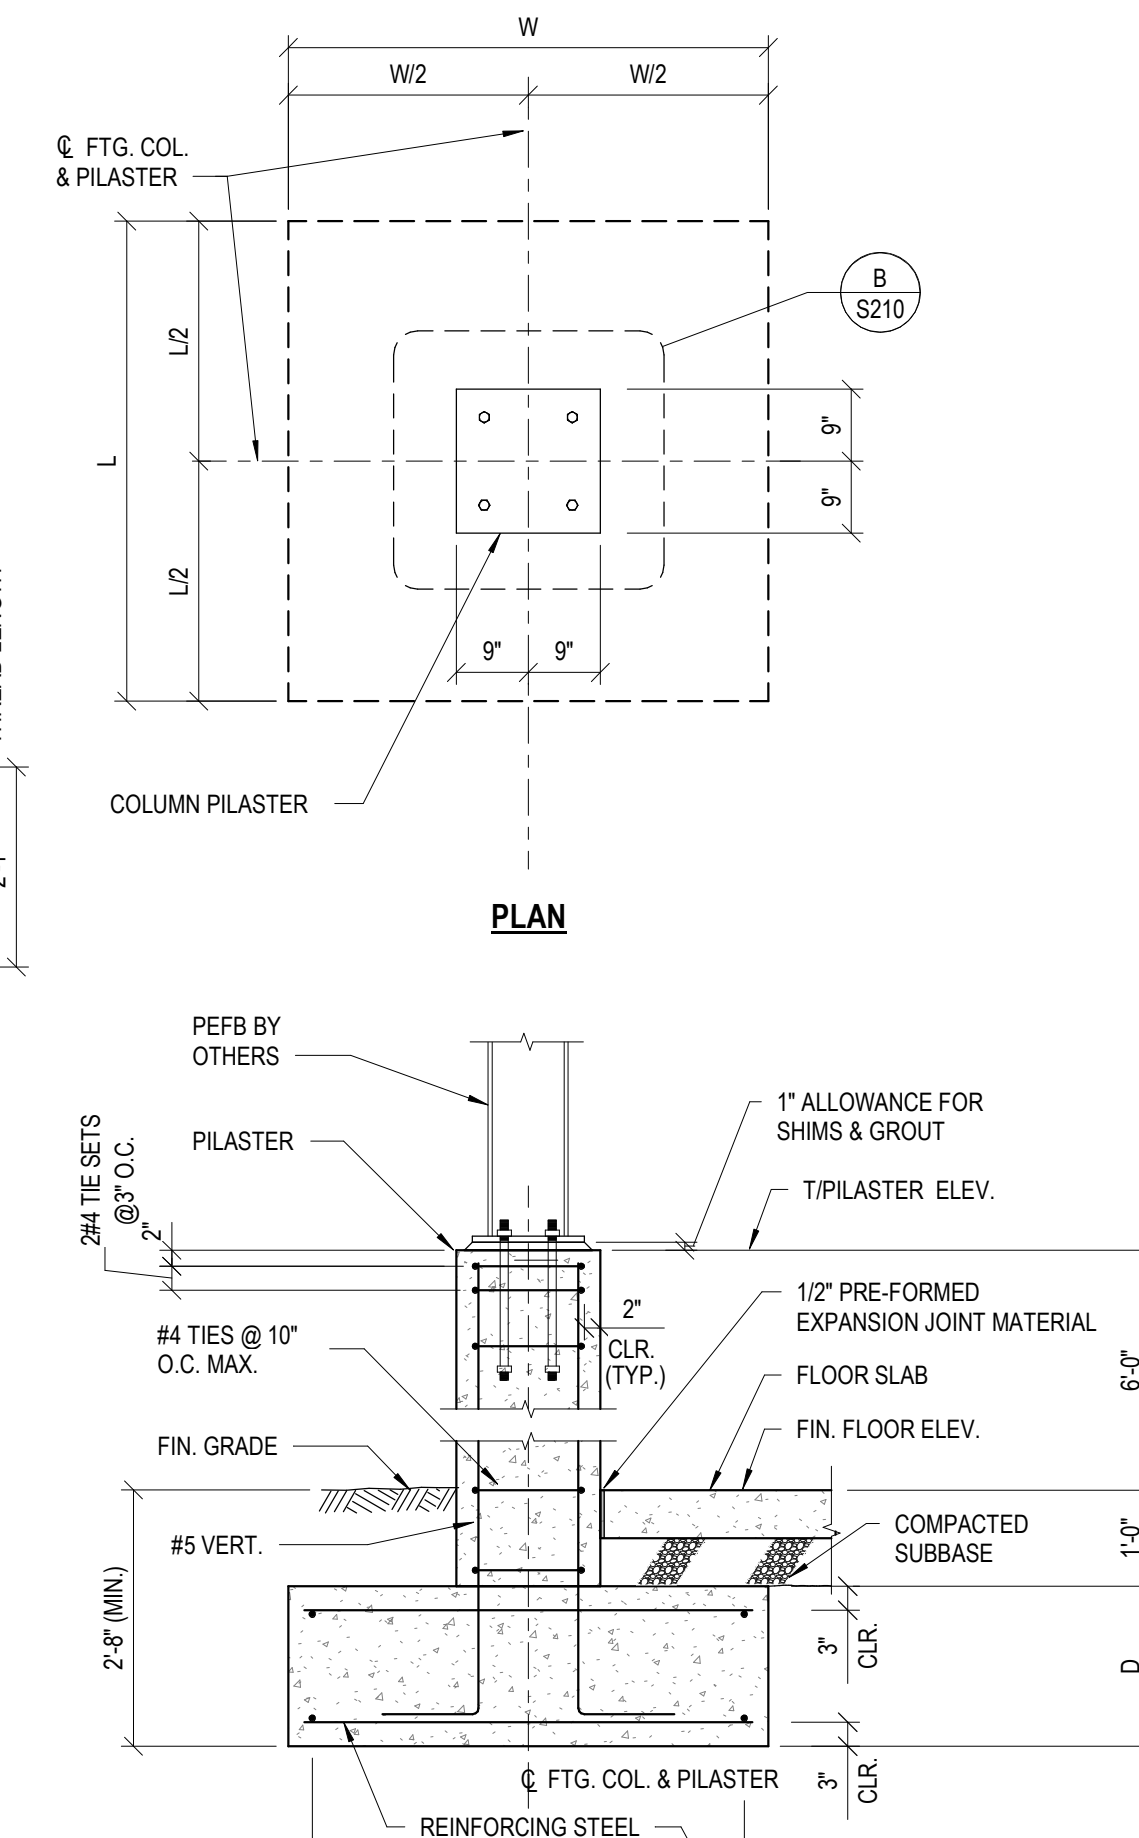 W
W/2
W/2
℄ FTG. COL.
& PILASTER
B
S210
L/2
L
9"
9"
L/2
9"
9"
COLUMN PILASTER
PLAN
PEFB BY
OTHERS
1" ALLOWANCE FOR
SHIMS & GROUT
2#4 TIE SETS
@3" O.C.
PILASTER
T/PILASTER ELEV.
2"
1/2" PRE-FORMED
EXPANSION JOINT MATERIAL
2"
CLR.
(TYP.)
#4 TIES @ 10"
O.C. MAX.
6'-0"
FLOOR SLAB
FIN. FLOOR ELEV.
FIN. GRADE
#5 VERT.
COMPACTED
SUBBASE
1'-0"
2'-8" (MIN.)
3"
CLR.
D
℄ FTG. COL. & PILASTER
3"
CLR.
REINFORCING STEEL